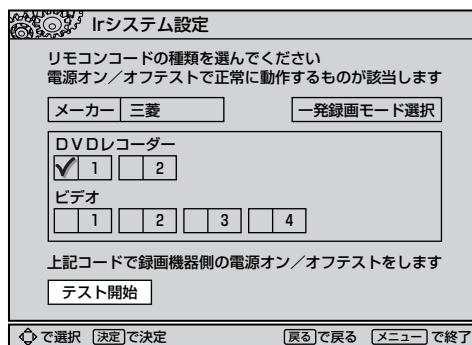 Irシステム設定
リモコンコードの種類を選んでください
電源オン／オフテストで正常に動作するものが該当します
メーカー 三菱 一発録画モード選択
ＤＶＤレコーダー
1 2
ビデオ
1 2 3 4
上記コードで録画機器側の電源オン／オフテストをします
テスト開始
で選択 決定で決定 戻るで戻る メニューで終了